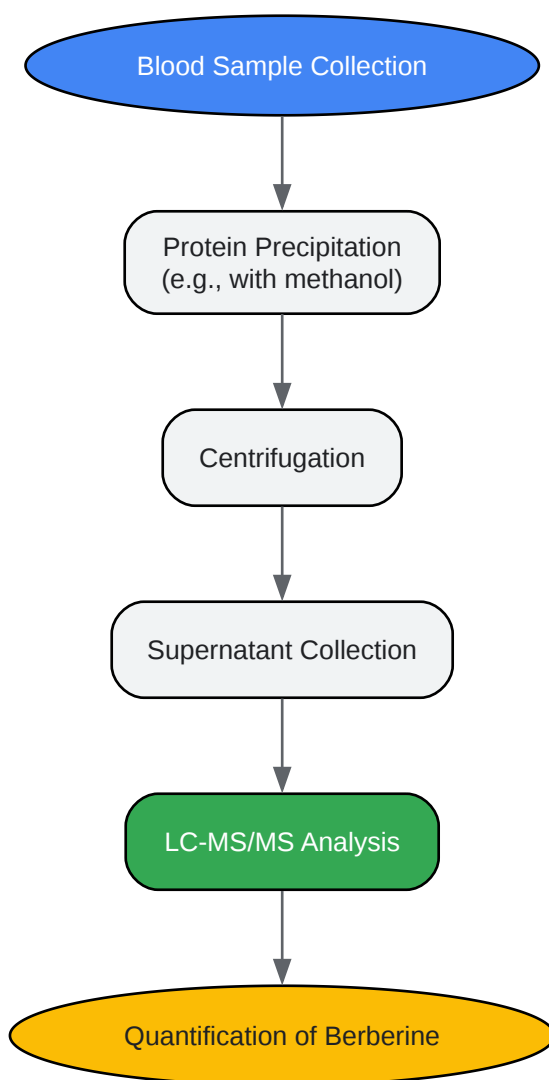 Blood Sample Collection
Protein Precipitation
(e.g., with methanol)
Centrifugation
Supernatant Collection
LC-MS/MS Analysis
Quantification of Berberine